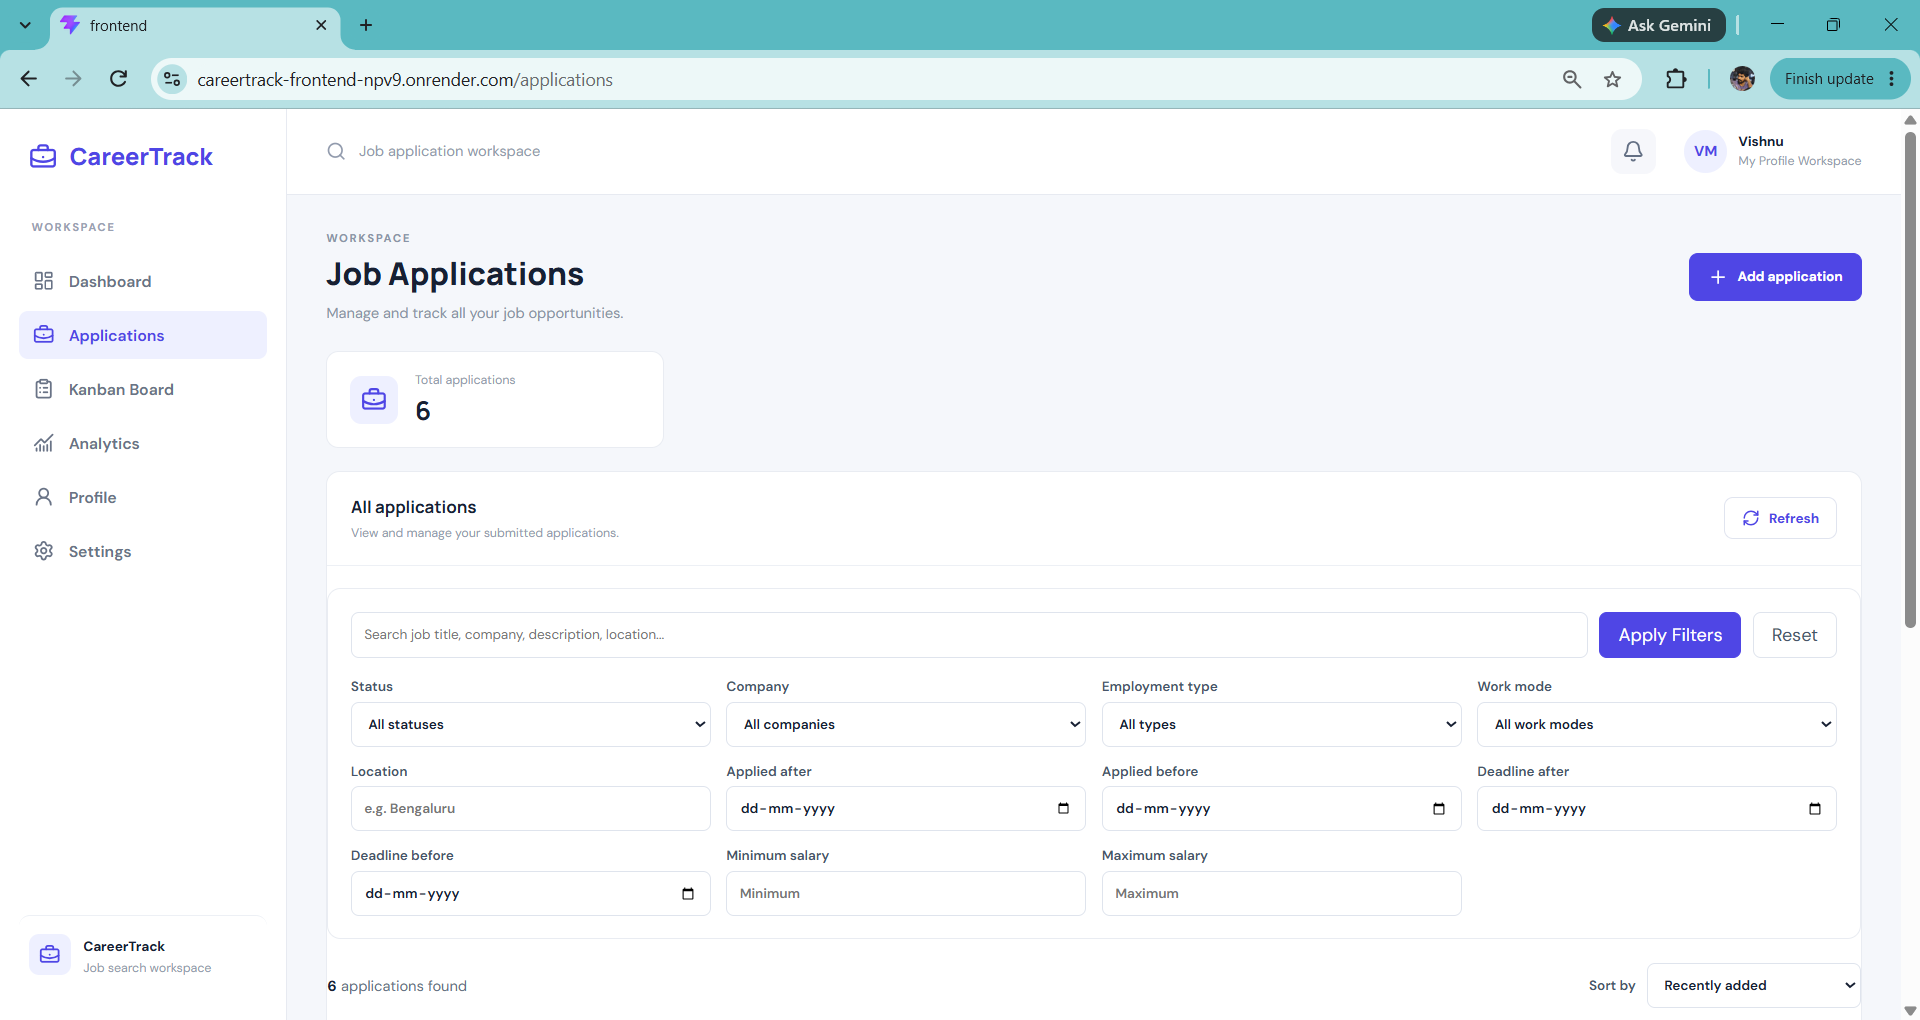 frontend
Ask Gemini
careertrack-frontend-npv9.onrender.com/applications
Finish update
CareerTrack
Job application workspace
VM
Vishnu
My Profile Workspace
WORKSPACE
Dashboard
Applications
Kanban Board
Analytics
Profile
Settings
CareerTrack
Job search workspace
WORKSPACE
Job Applications
Manage and track all your job opportunities.
Add application
Total applications
6
All applications
View and manage your submitted applications.
Refresh
Search job title, company, description, location...
Apply Filters
Reset
Status
Company
Employment type
Work mode
All statuses
All companies
All types
All work modes
Location
Applied after
Applied before
Deadline after
e.g. Bengaluru
dd-mm-yyyy
dd-mm-yyyy
dd-mm-yyyy
Deadline before
Minimum salary
Maximum salary
dd-mm-yyyy
Minimum
Maximum
6 applications found
Sort by
Recently added